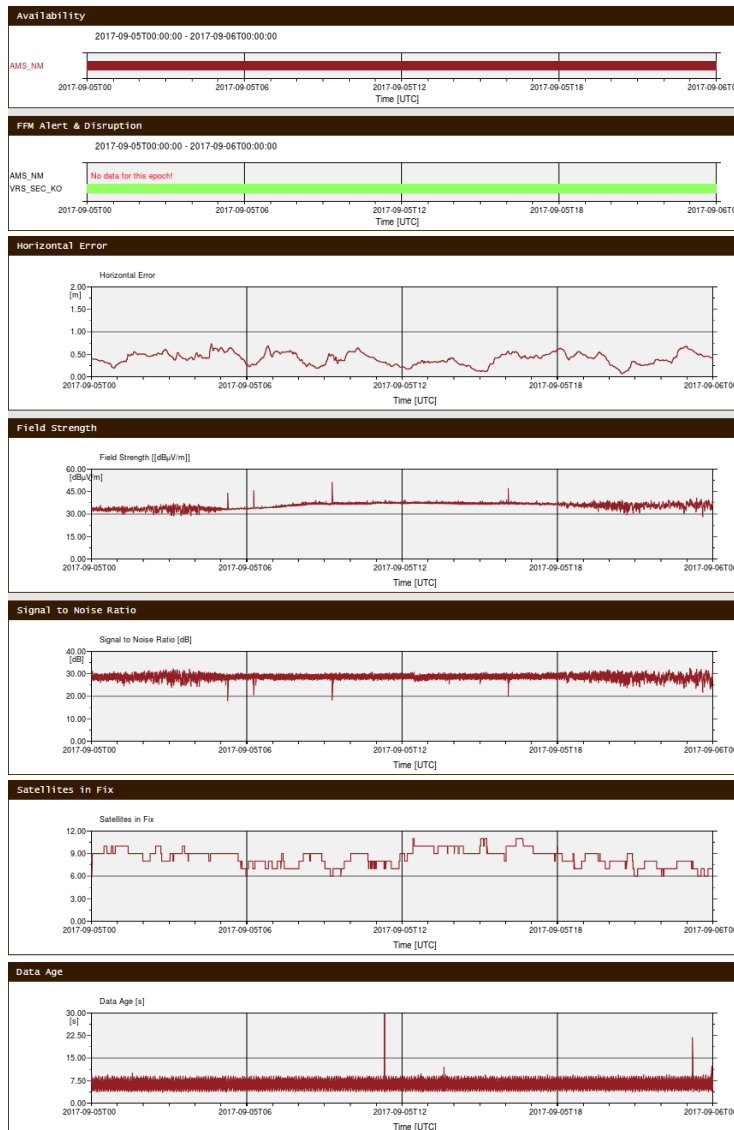 Availability
2017-09-05T00:00:00 - 2017-09-06T00:00:00
AMS_NM
2017-09-05T00 2017-09-05T06 2017-09-05T12 2017-09-05T18 2017-09-06T0
Time [UTC]
FFM Alert & Disruption
2017-09-05T00:00:00 - 2017-09-06T00:00:00
AMS_NM No data for this epoch!
VRS_SEC_KO
2017-09-05T00 2017-09-05T06 2017-09-05T12 2017-09-05T18 2017-09-06T0
Time [UTC]
Horizontal Error
Horizontal Error
2.00
[m]
1.50
1.00
0.50
0.00
2017-09-05T00 2017-09-05T06 2017-09-05T12 2017-09-05T18 2017-09-06T00
Time [UTC]
Field Strength
Field Strength [[dBµV/m]]
60.00
[dBµV/m]
45.00
30.00
15.00
0.00
2017-09-05T00 2017-09-05T06 2017-09-05T12 2017-09-05T18 2017-09-06T00
Time [UTC]
Signal to Noise Ratio
Signal to Noise Ratio [dB]
40.00
[dB]
30.00
20.00
10.00
0.00
2017-09-05T00 2017-09-05T06 2017-09-05T12 2017-09-05T18 2017-09-06T00
Time [UTC]
Satellites in Fix
Satellites in Fix
12.00
9.00
6.00
3.00
0.00
2017-09-05T00 2017-09-05T06 2017-09-05T12 2017-09-05T18 2017-09-06T00
Time [UTC]
Data Age
Data Age [s]
30.00
[s]
22.50
15.00
7.50
0.00
2017-09-05T00 2017-09-05T06 2017-09-05T12 2017-09-05T18 2017-09-06T00
Time [UTC]